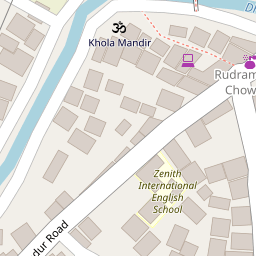 Khola Mandir
Rudram
Chow
Zenith
International
English
School
dur Road